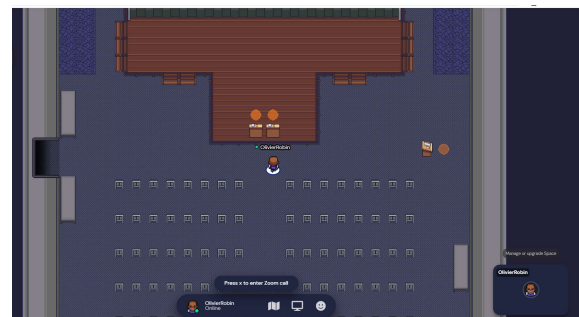 OlivierRobin
Manage or upgrade Space
OlivierRobin
Press x to enter Zoom call
OlivierRobin
Online